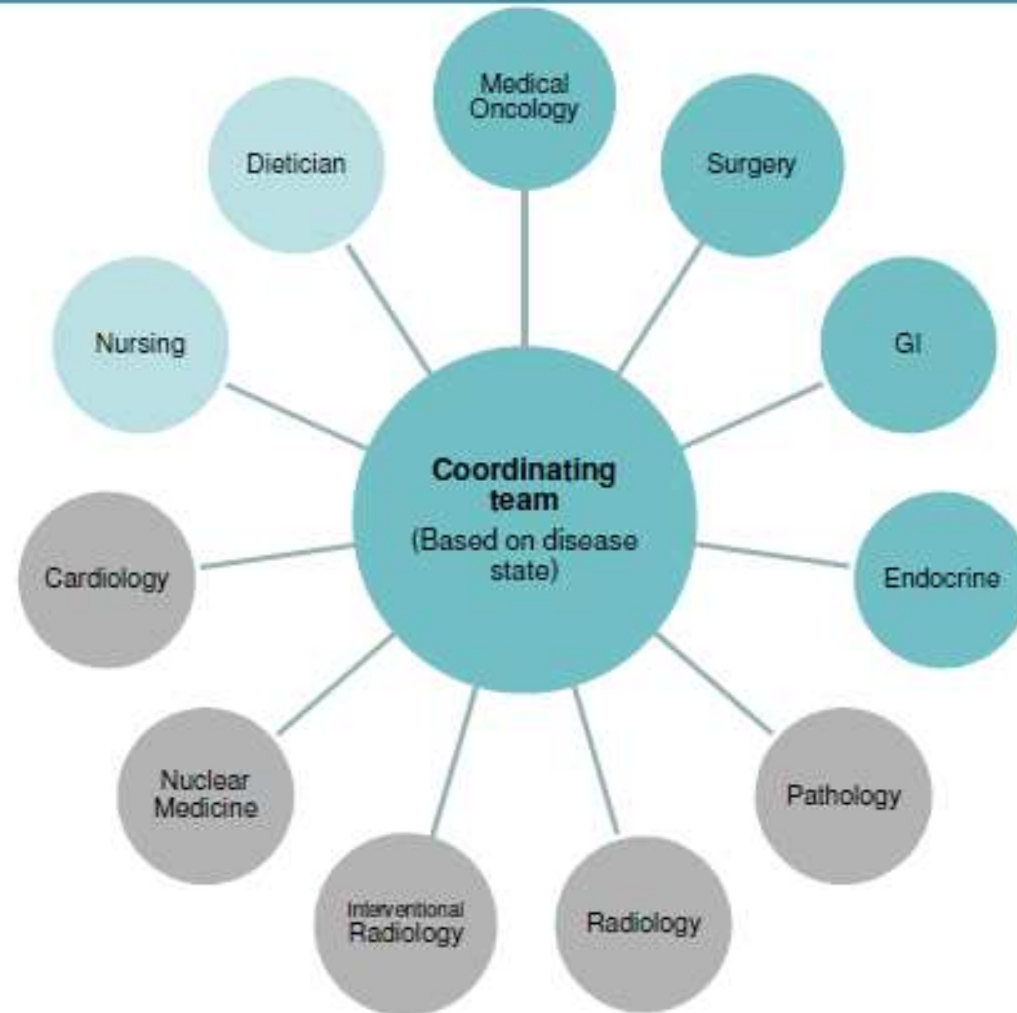 Medical
Oncology
Surgery
GI
Endocrine
Pathology
Radiology
Interventional
Radiology
Nuclear
Medicine
Cardiology
Nursing
Dietician
Coordinating
team
(Based on disease
state)